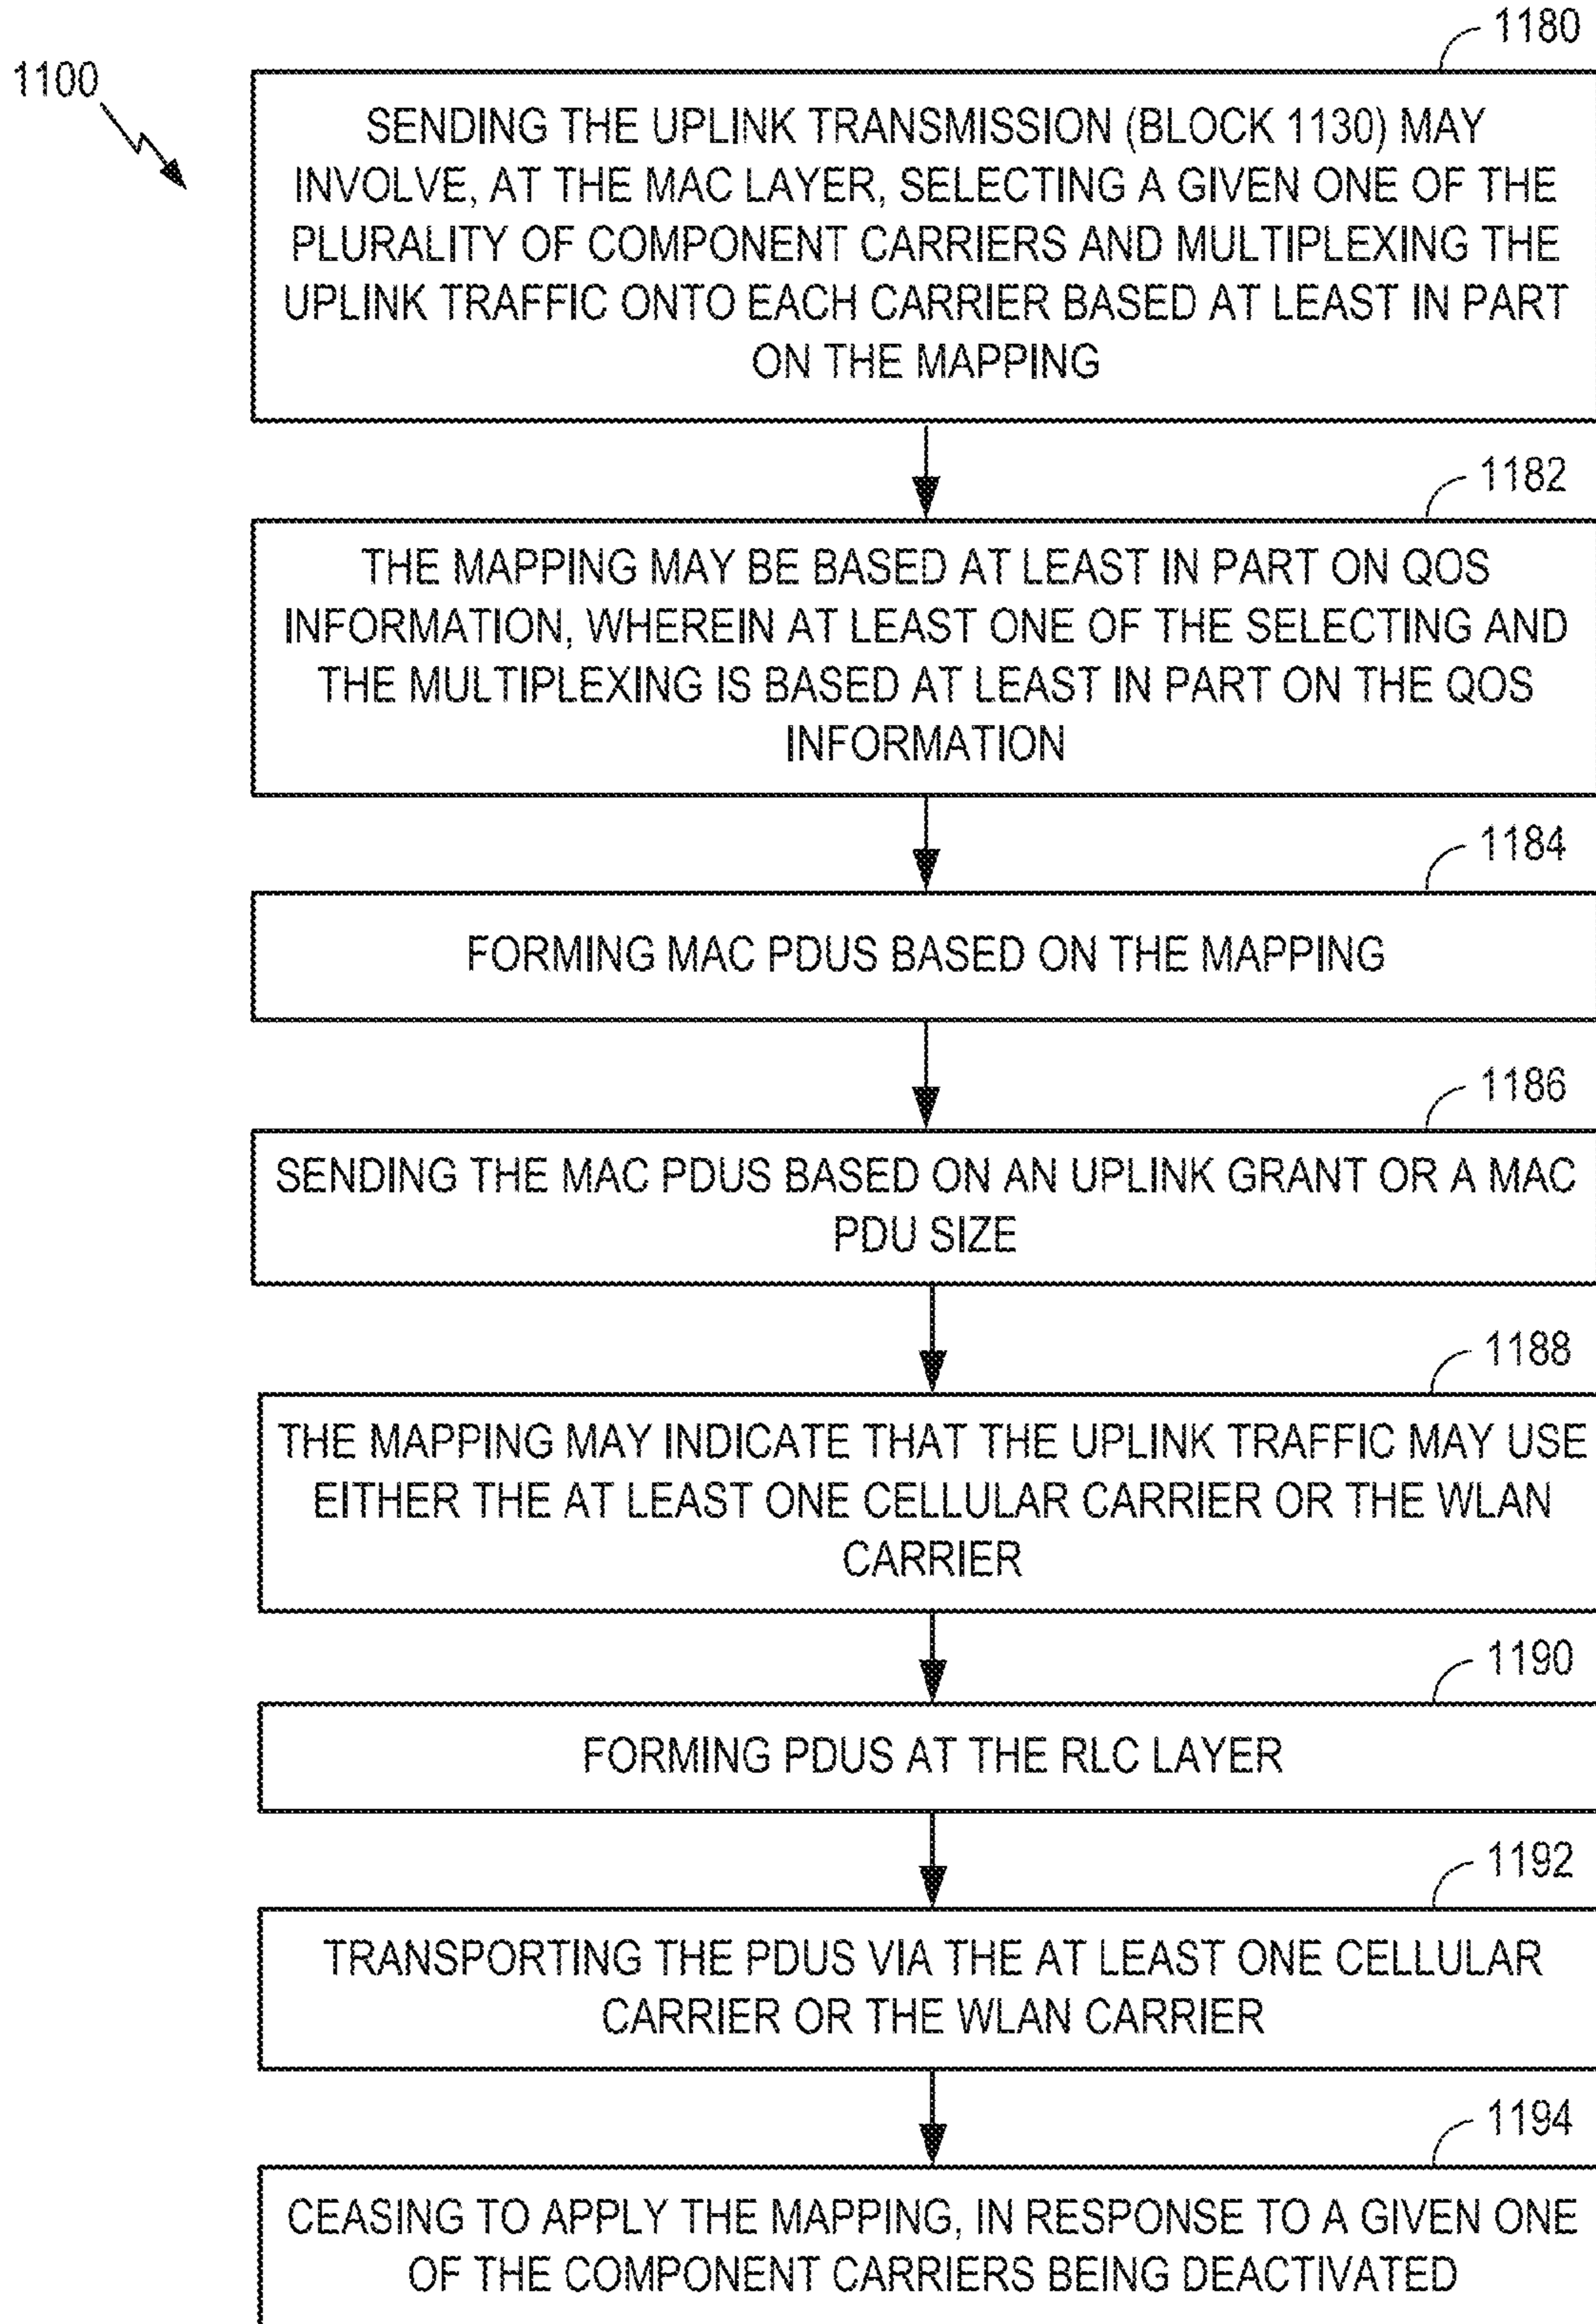 1100
1180
SENDING THE UPLINK TRANSMISSION (BLOCK 1130) MAY
INVOLVE, AT THE MAC LAYER, SELECTING A GIVEN ONE OF THE
PLURALITY OF COMPONENT CARRIERS AND MULTIPLEXING THE
UPLINK TRAFFIC ONTO EACH CARRIER BASED AT LEAST IN PART
ON THE MAPPING
1182
THE MAPPING MAY BE BASED AT LEAST IN PART ON QOS
INFORMATION, WHEREIN AT LEAST ONE OF THE SELECTING AND
THE MULTIPLEXING IS BASED AT LEAST IN PART ON THE QOS
INFORMATION
1184
FORMING MAC PDUS BASED ON THE MAPPING
1186
SENDING THE MAC PDUS BASED ON AN UPLINK GRANT OR A MAC
PDU SIZE
1188
THE MAPPING MAY INDICATE THAT THE UPLINK TRAFFIC MAY USE
EITHER THE AT LEAST ONE CELLULAR CARRIER OR THE WLAN
CARRIER
1190
FORMING PDUS AT THE RLC LAYER
1192
TRANSPORTING THE PDUS VIA THE AT LEAST ONE CELLULAR
CARRIER OR THE WLAN CARRIER
1194
CEASING TO APPLY THE MAPPING, IN RESPONSE TO A GIVEN ONE
OF THE COMPONENT CARRIERS BEING DEACTIVATED